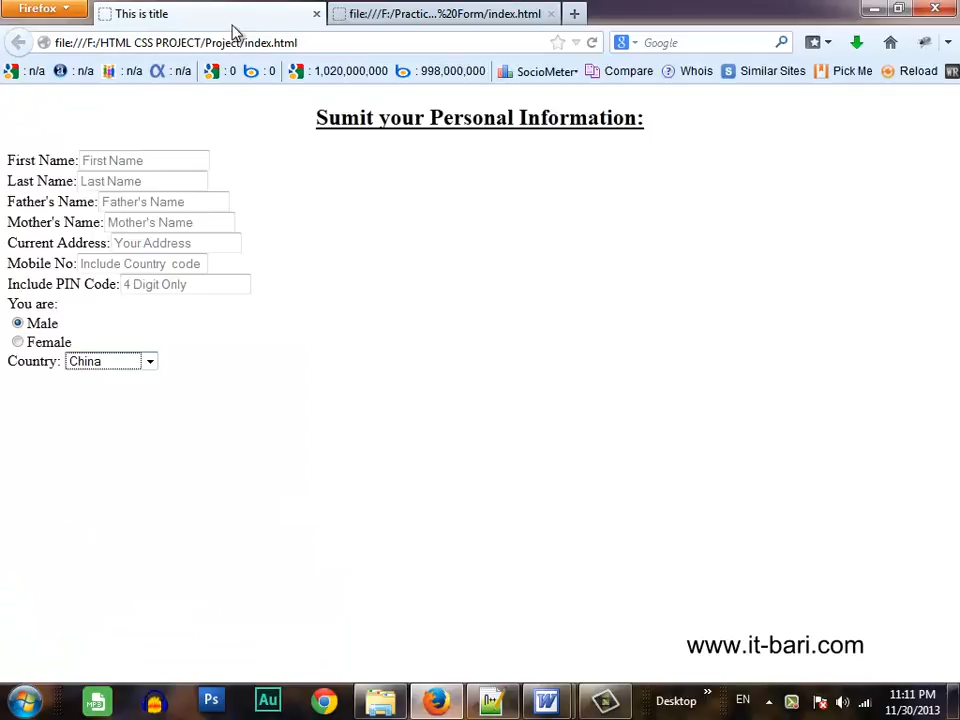 Firefox
This is title
file:///F:/Practic...%20Form/index.html
file:///F:/HTML CSS PROJECT/Project/index.html
Google
: n/a : n/a : n/a : n/a : 0 : 0 : 1,020,000,000 : 998,000,000 SocioMeter Compare Whois Similar Sites Pick Me Reload WR
Sumit your Personal Information:
First Name: First Name
Last Name: Last Name
Father's Name: Father's Name
Mother's Name: Mother's Name
Current Address: Your Address
Mobile No: Include Country code
Include PIN Code: 4 Digit Only
You are:
Male
Female
Country: China
www.it-bari.com
MP3 Ps Au Desktop EN 11:11 PM
11/30/2013